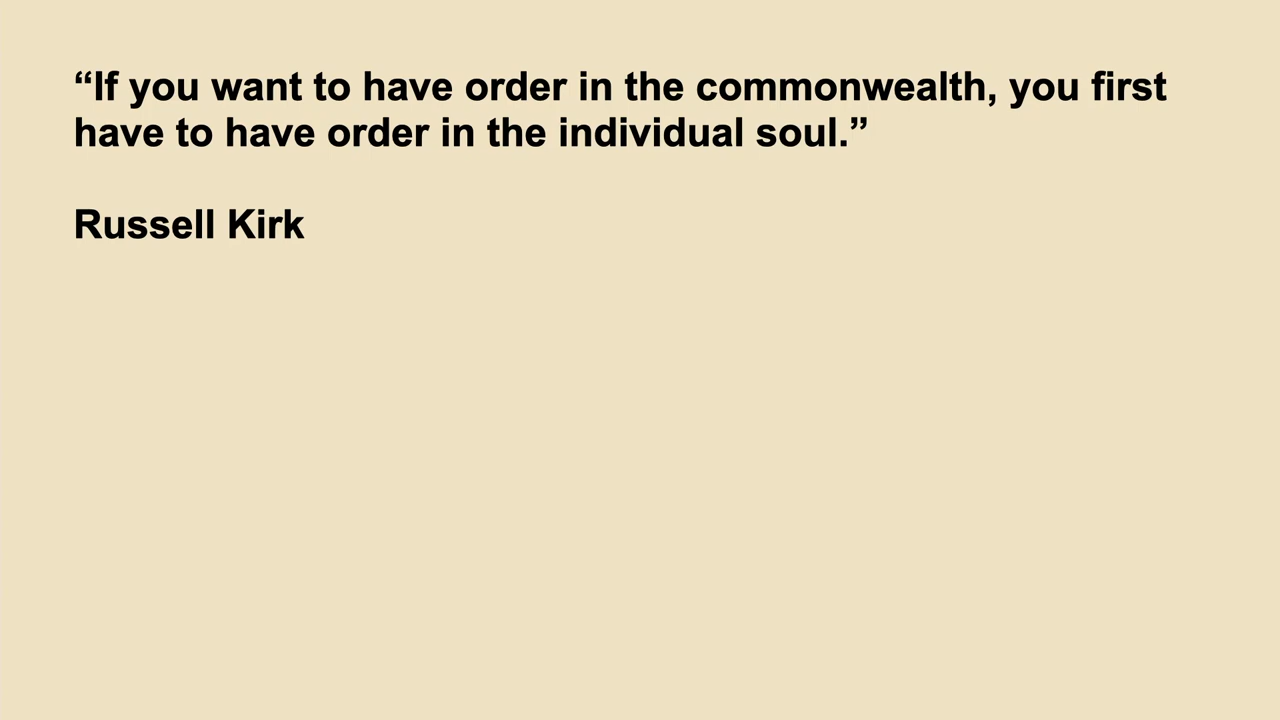 “If you want to have order in the commonwealth, you first
have to have order in the individual soul.”
Russell Kirk